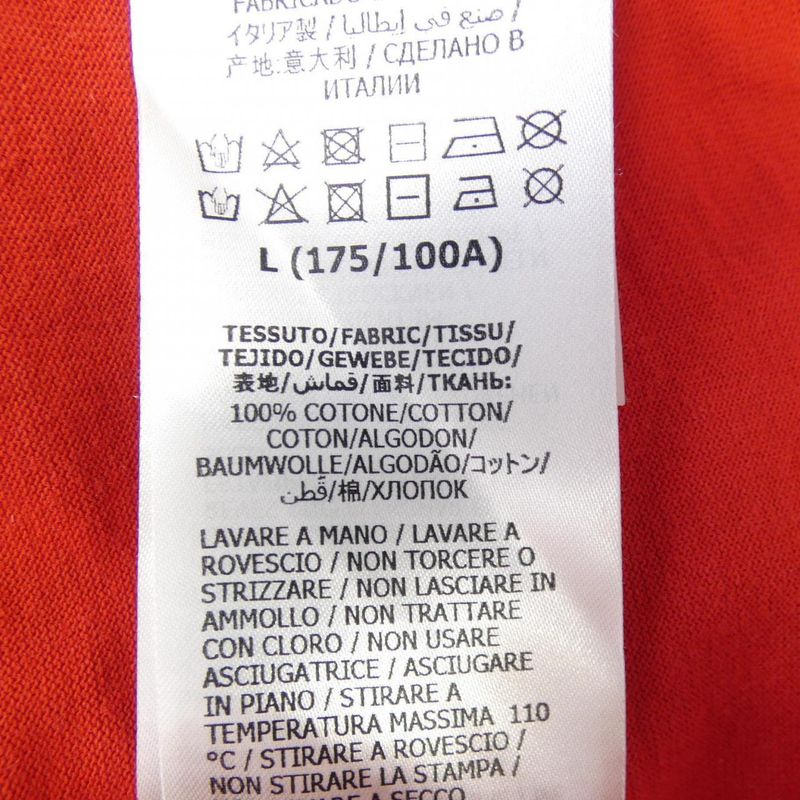 FABRICADO
イタリア製 / صنع في إيطاليا /
产地:意大利 / СДЕЛАНО В
ИТАЛИИ
L (175/100A)
TESSUTO/FABRIC/TISSU/
TEJIDO/GEWEBE/TECIDO/
表地/قماش/面料/ТКАНЬ:
100% COTONE/COTTON/
COTON/ALGODON/
BAUMWOLLE/ALGODÃO/コットン/
قطن/棉/ХЛОПОК
LAVARE A MANO / LAVARE A
ROVESCIO / NON TORCERE O
STRIZZARE / NON LASCIARE IN
AMMOLLO / NON TRATTARE
CON CLORO / NON USARE
ASCIUGATRICE / ASCIUGARE
IN PIANO / STIRARE A
TEMPERATURA MASSIMA 110
°C / STIRARE A ROVESCIO /
NON STIRARE LA STAMPA /
A SECCO